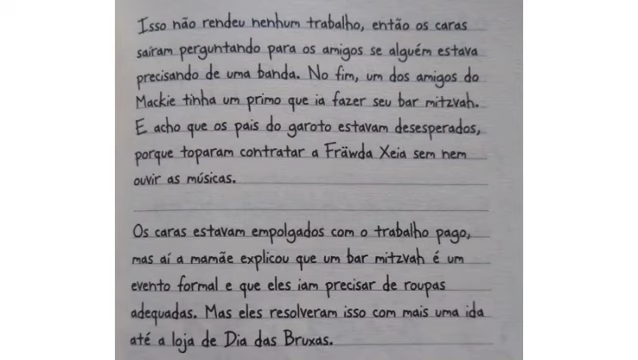 Isso não rendeu nenhum trabalho, então os caras
saíram perguntando para os amigos se alguém estava
precisando de uma banda. No fim, um dos amigos do
Mackie tinha um primo que ia fazer seu bar mitzvah.
E acho que os pais do garoto estavam desesperados,
porque toparam contratar a Fräwda Xeia sem nem
ouvir as músicas.
Os caras estavam empolgados com o trabalho pago,
mas aí a mamãe explicou que um bar mitzvah é um
evento formal e que eles iam precisar de roupas
adequadas. Mas eles resolveram isso com mais uma ida
até a loja de Dia das Bruxas.